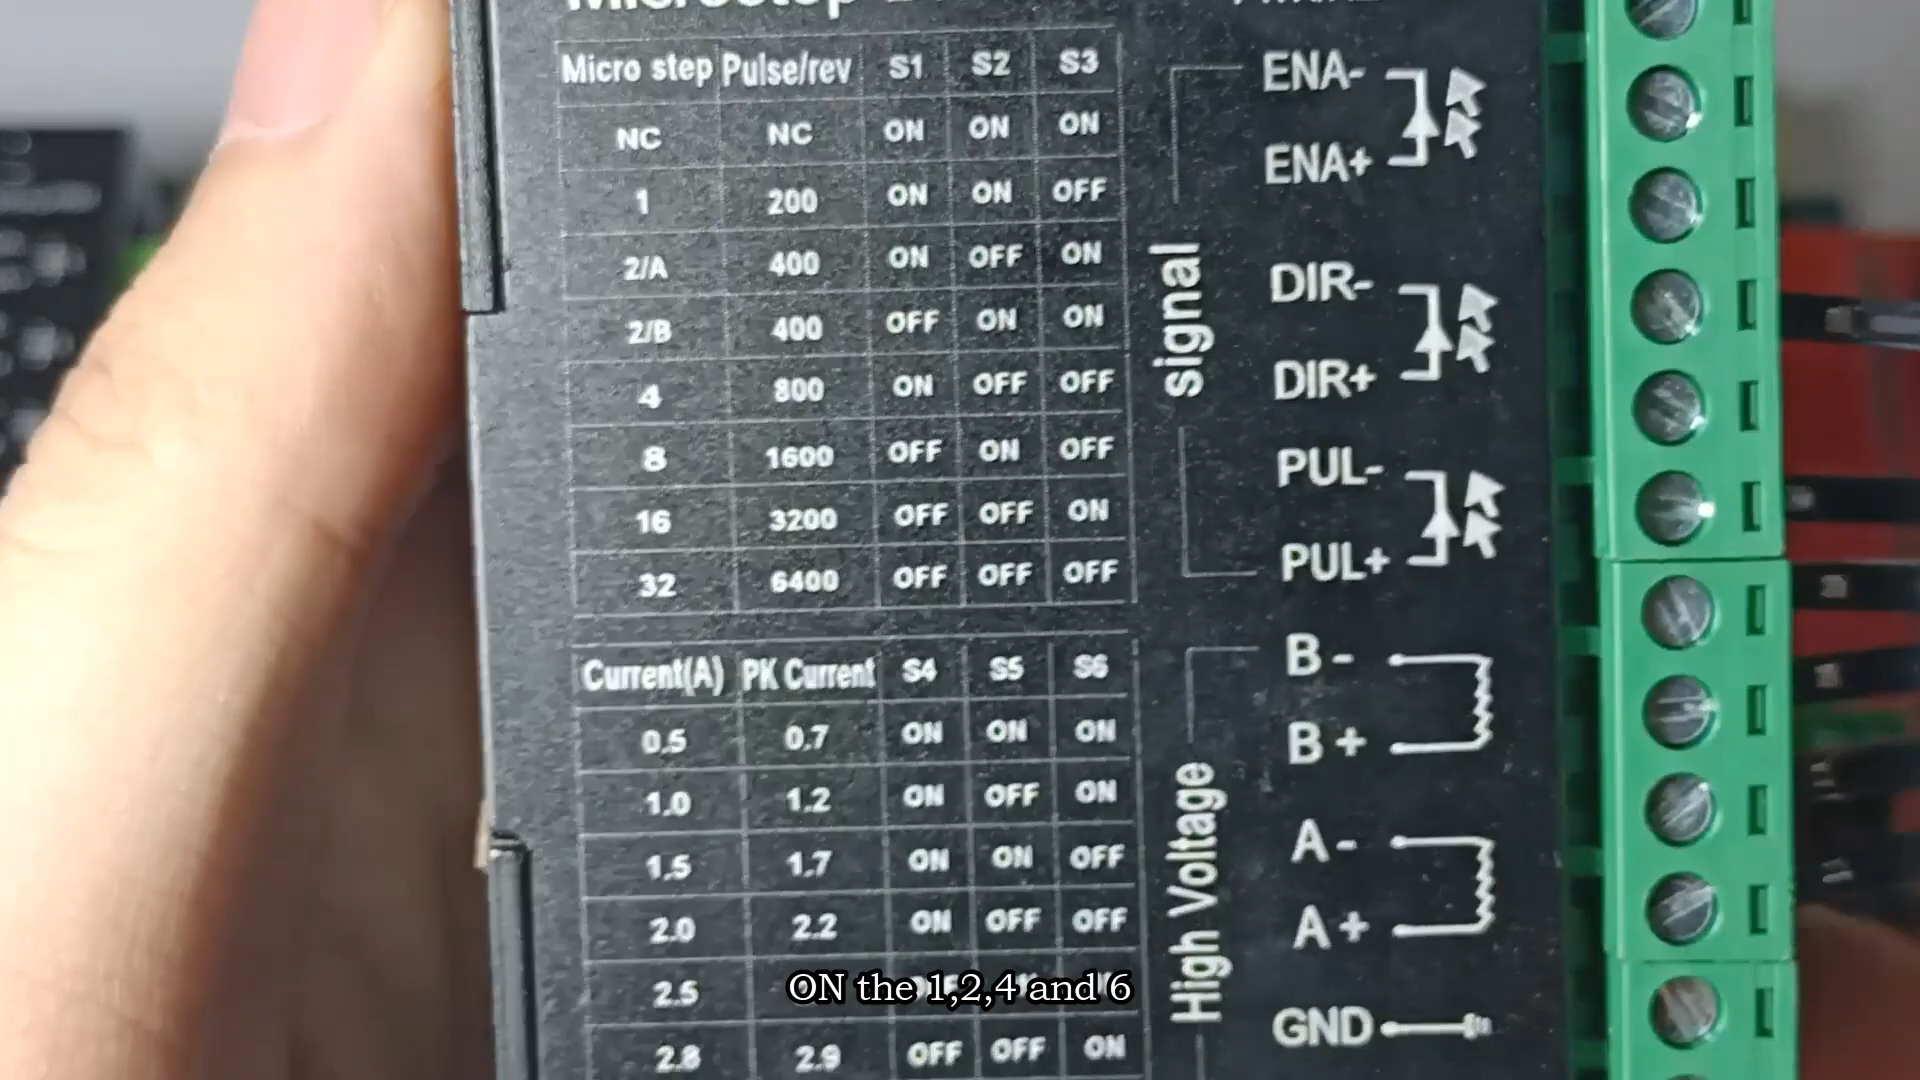 Micro step Pulse/rev S1 S2 S3
NC NC ON ON ON
1 200 ON ON OFF
2/A 400 ON OFF ON
2/B 400 OFF ON ON
4 800 ON OFF OFF
8 1600 OFF ON OFF
16 3200 OFF OFF ON
32 6400 OFF OFF OFF
Current(A) PK Current S4 S5 S6
0.5 0.7 ON ON ON
1.0 1.2 ON OFF ON
1.5 1.7 ON ON OFF
2.0 2.2 ON OFF OFF
2.5
2.8 2.9 OFF OFF ON
signal
High Voltage
ENA-
ENA+
DIR-
DIR+
PUL-
PUL+
B -
B +
A -
A +
GND
ON the 1,2,4 and 6